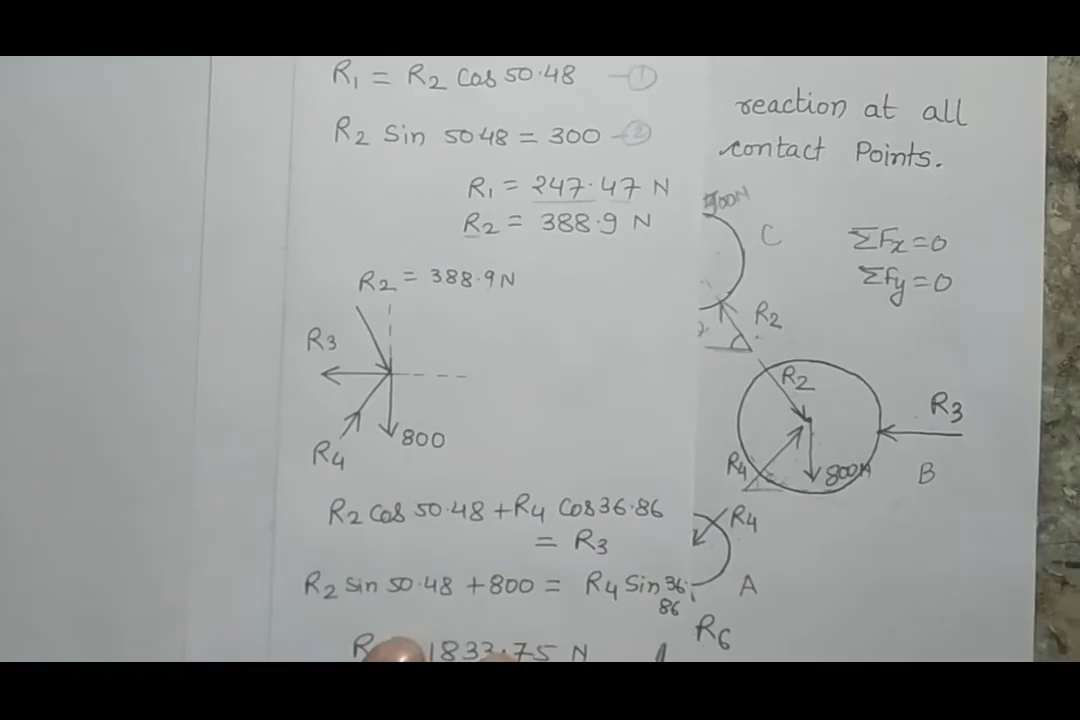 R₁ = R₂ Cos 50.48 —①
R₂ Sin 5048 = 300 —②
R₁ = 247.47 N
R₂ = 388.9 N
R₂ = 388.9 N
R3
R4
800
R₂ cos 50.48 + R4 Cos 36.86
= R3
R₂ sin 50.48 + 800 = R4 Sin 36.
86
1833.75 N
reaction at all
contact Points.
C
ΣFx = 0
ΣFy = 0
R2
R2
R3
R4
800N
B
R4
A
R6